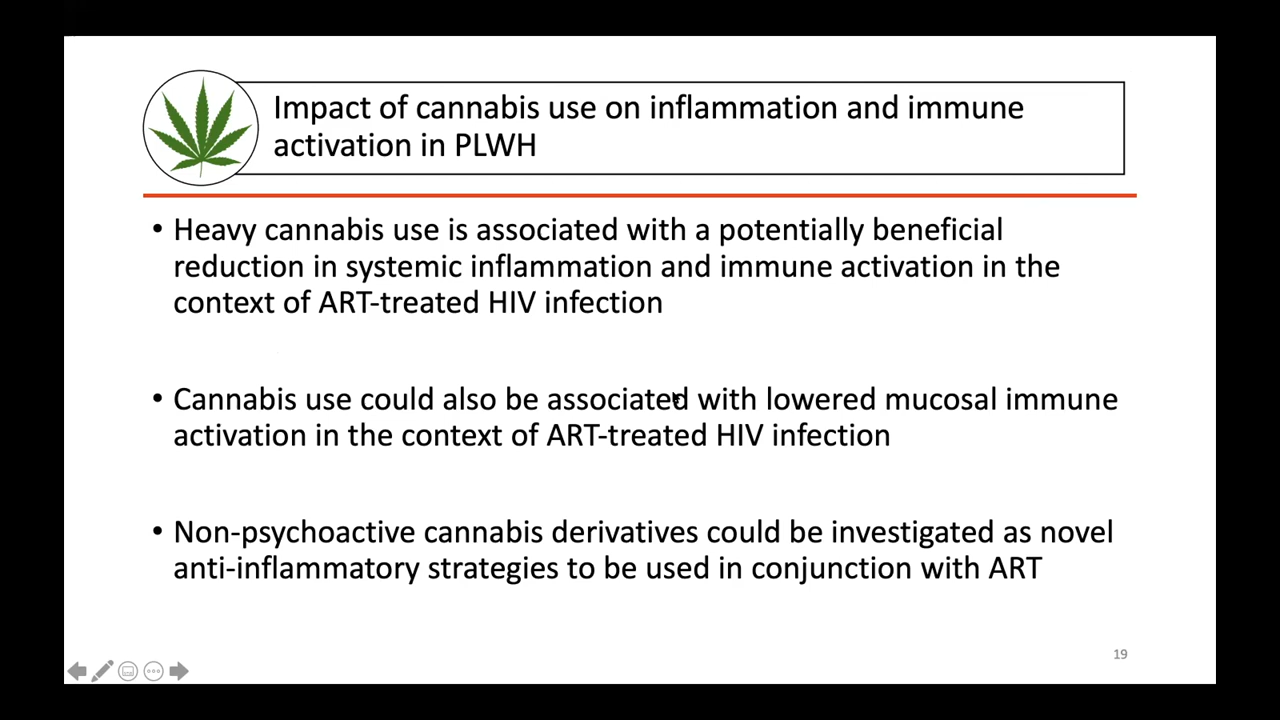 Impact of cannabis use on inflammation and immune
activation in PLWH
• Heavy cannabis use is associated with a potentially beneficial
reduction in systemic inflammation and immune activation in the
context of ART-treated HIV infection
• Cannabis use could also be associated with lowered mucosal immune
activation in the context of ART-treated HIV infection
• Non-psychoactive cannabis derivatives could be investigated as novel
anti-inflammatory strategies to be used in conjunction with ART
19